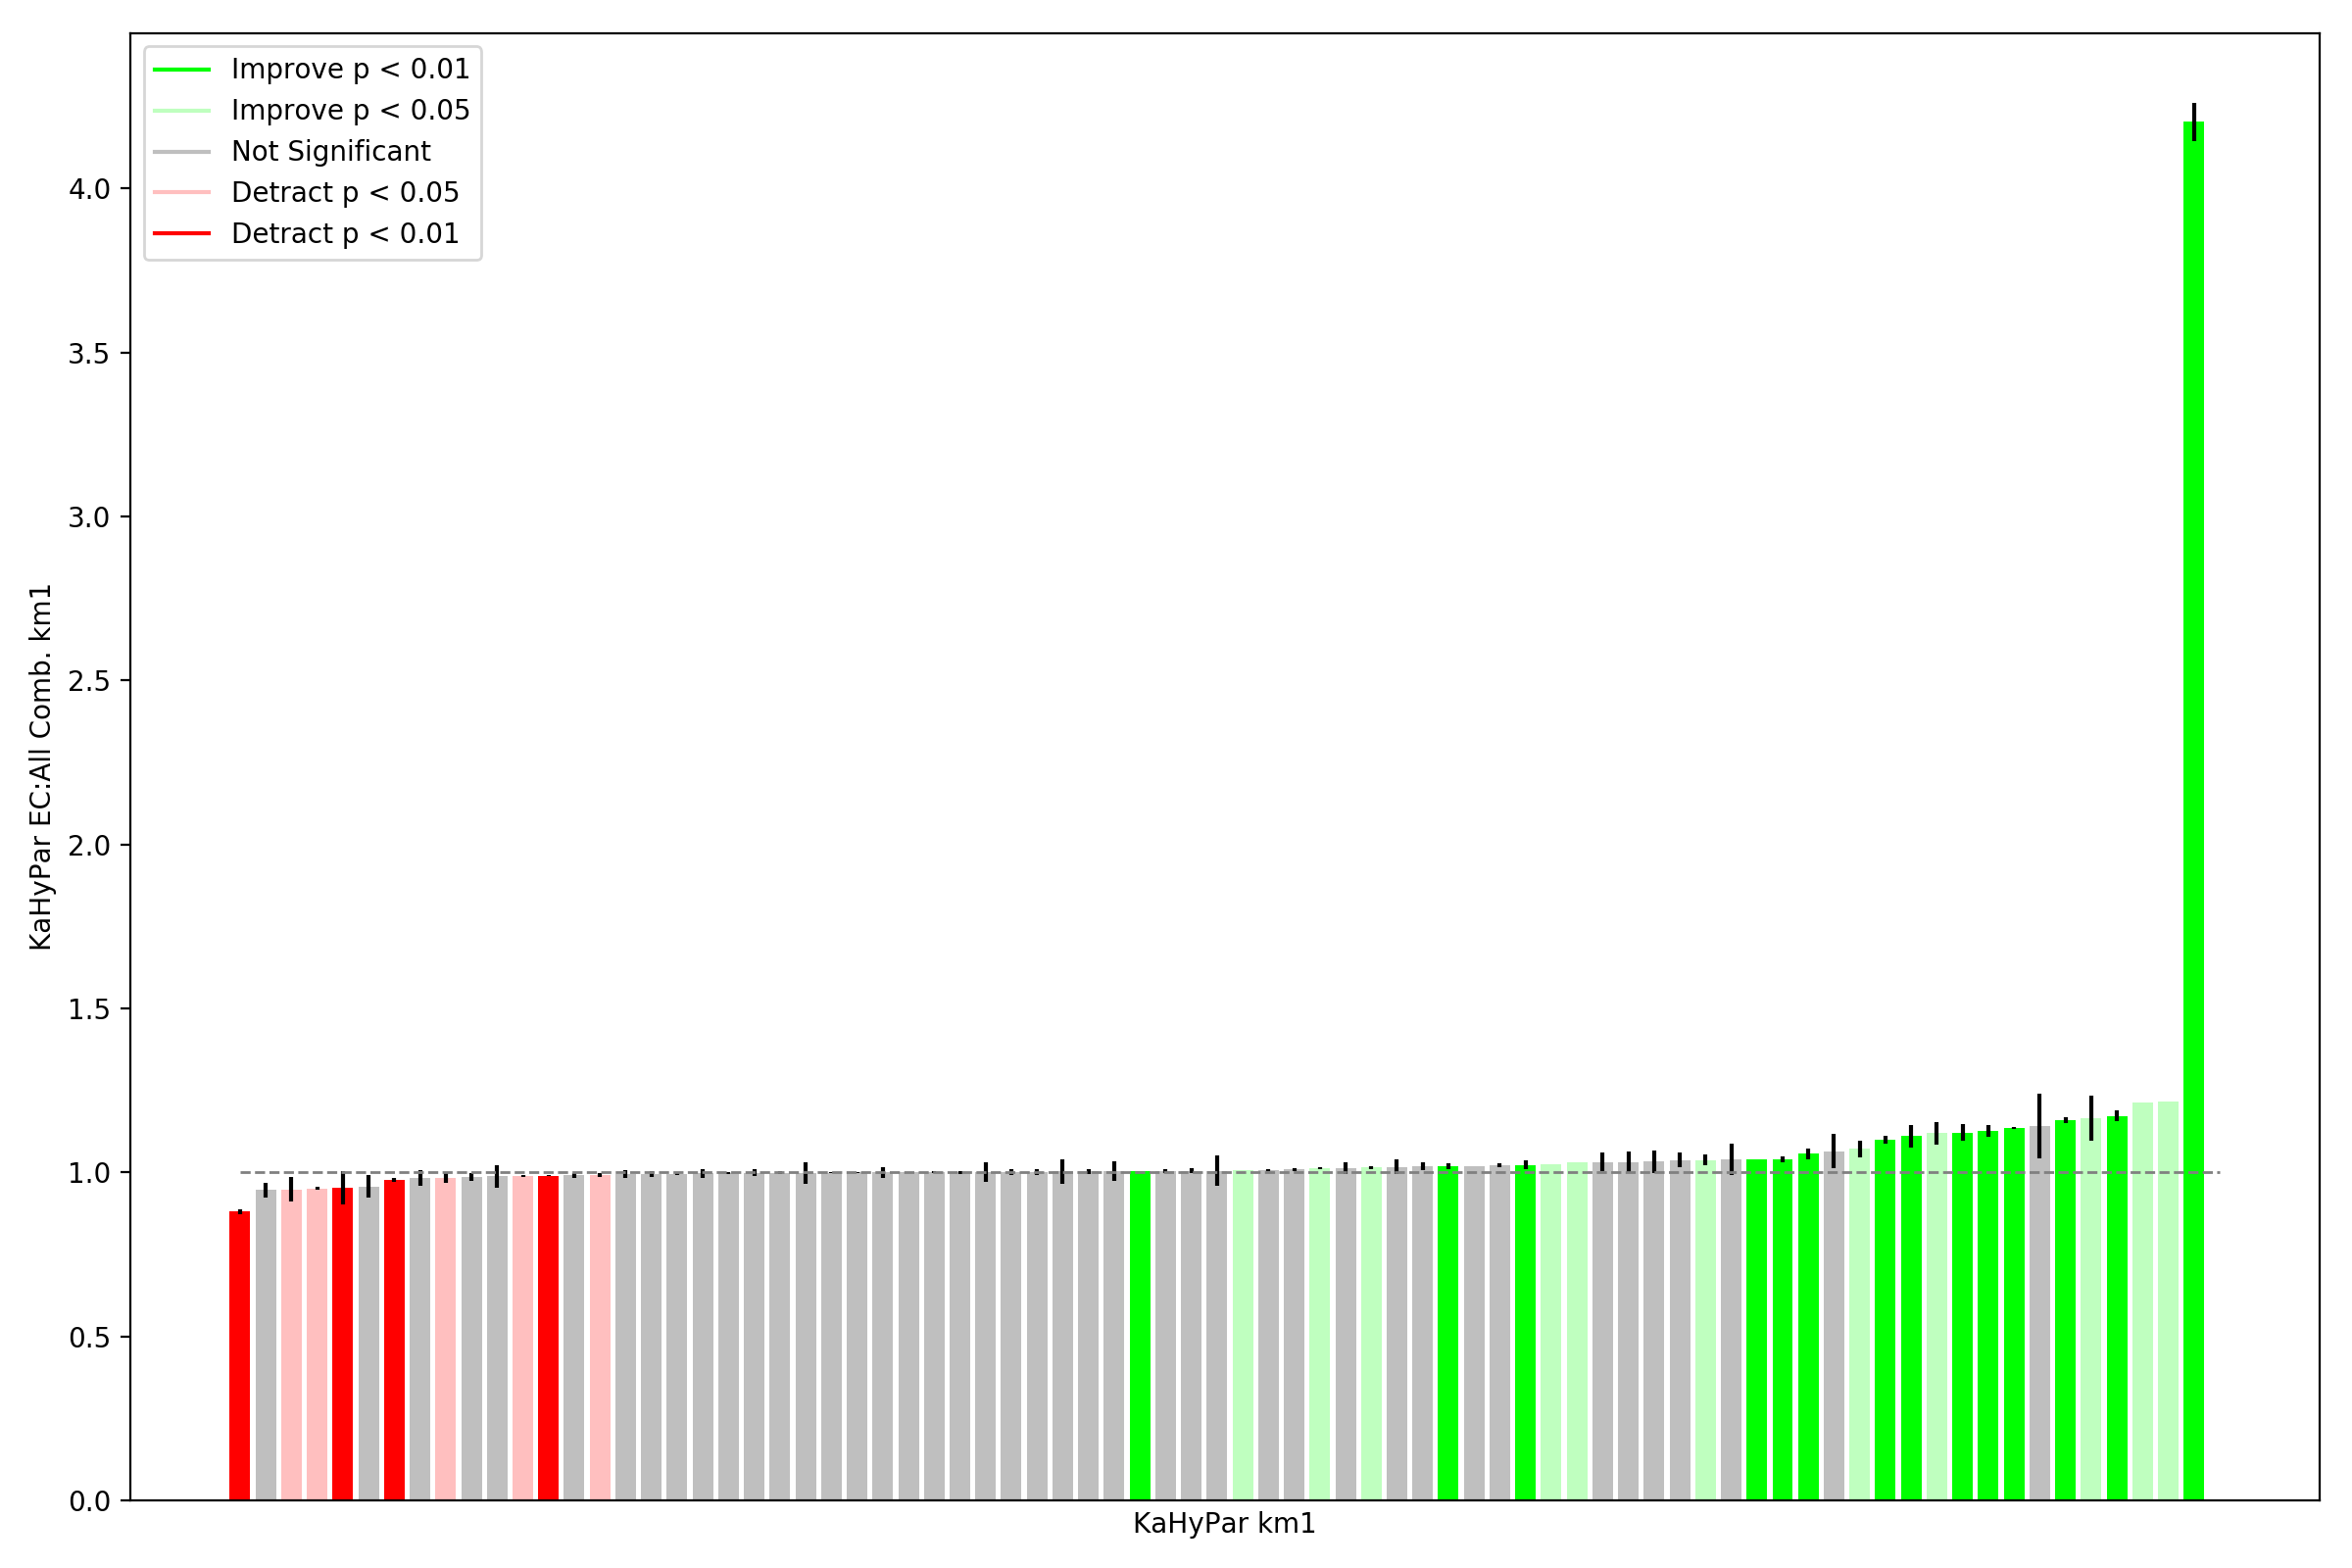 Improve p < 0.01
Improve p < 0.05
Not Significant
Detract p < 0.05
Detract p < 0.01
4.0
3.5
3.0
2.5
2.0
1.5
1.0
0.5
0.0
KaHyPar EC:All Comb. km1
KaHyPar km1